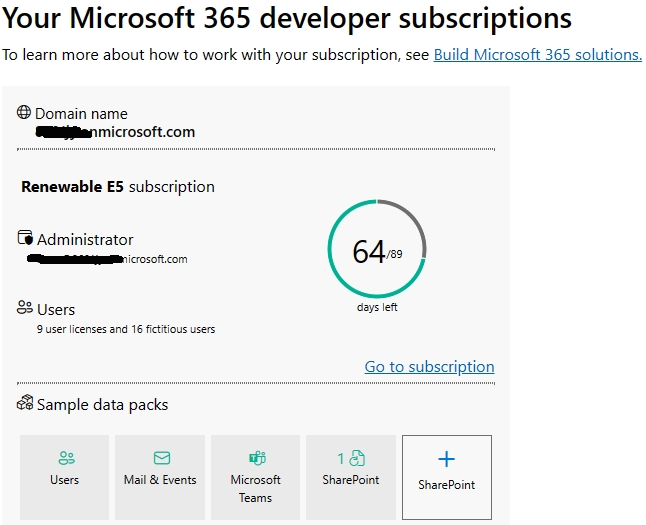 Your Microsoft 365 developer subscriptions
To learn more about how to work with your subscription, see Build Microsoft 365 solutions.
Domain name
nmicrosoft.com
Renewable E5 subscription
Administrator
microsoft.com
64/89
days left
Users
9 user licenses and 16 fictitious users
Go to subscription
Sample data packs
Users
Mail & Events
Microsoft
Teams
1
SharePoint
+
SharePoint